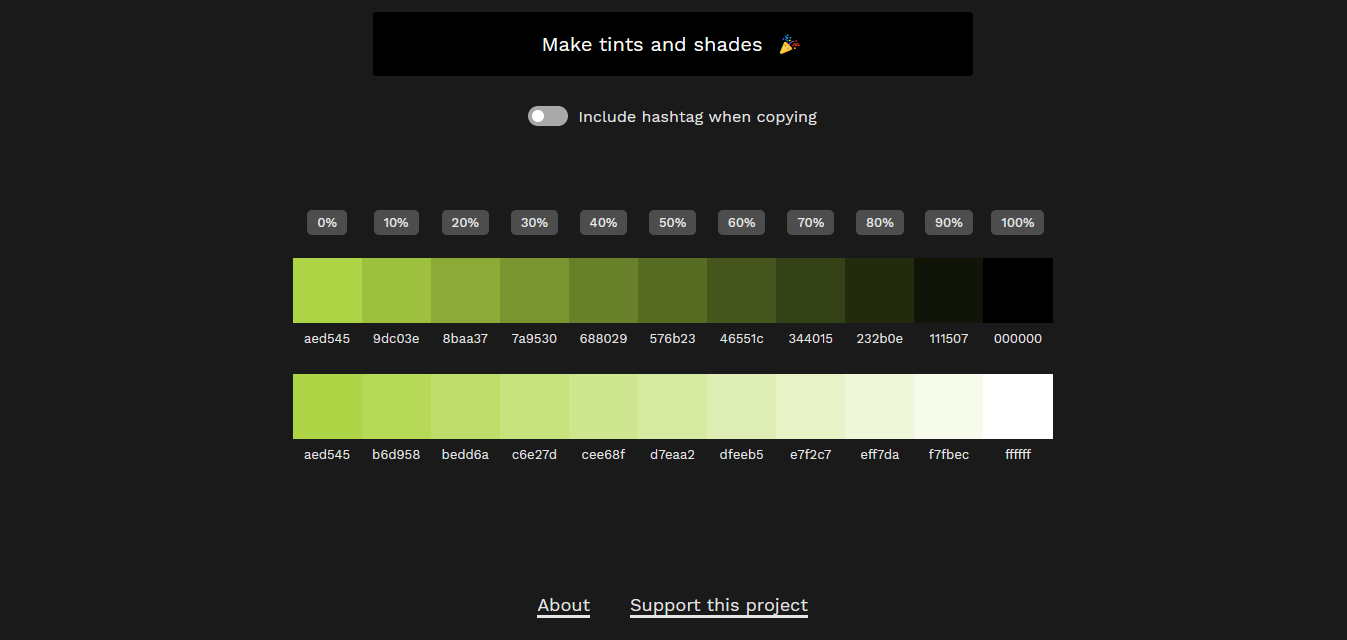 Make tints and shades 🎉
Include hashtag when copying
0% 10% 20% 30% 40% 50% 60% 70% 80% 90% 100%
aed545 9dc03e 8baa37 7a9530 688029 576b23 46551c 344015 232b0e 111507 000000
aed545 b6d958 bedd6a c6e27d cee68f d7eaa2 dfeeb5 e7f2c7 eff7da f7fbec ffffff
About Support this project